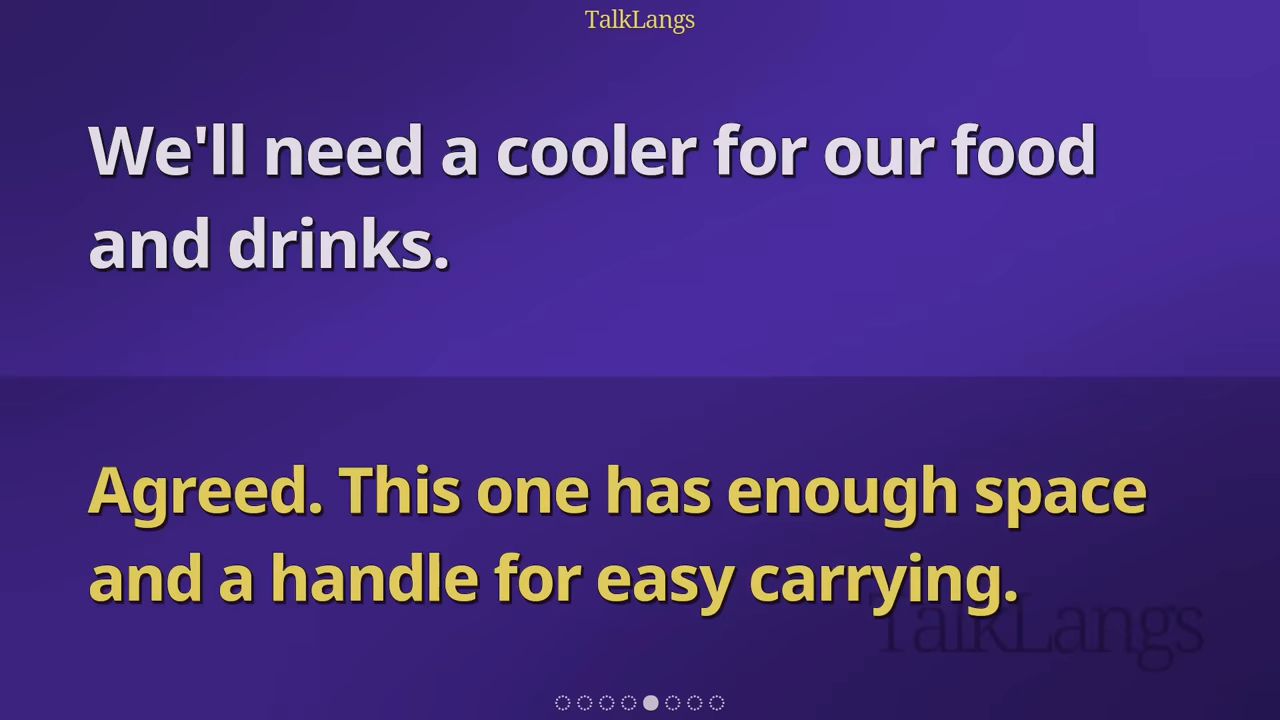 TalkLangs
We'll need a cooler for our food
and drinks.
Agreed. This one has enough space
and a handle for easy carrying.
TalkLangs